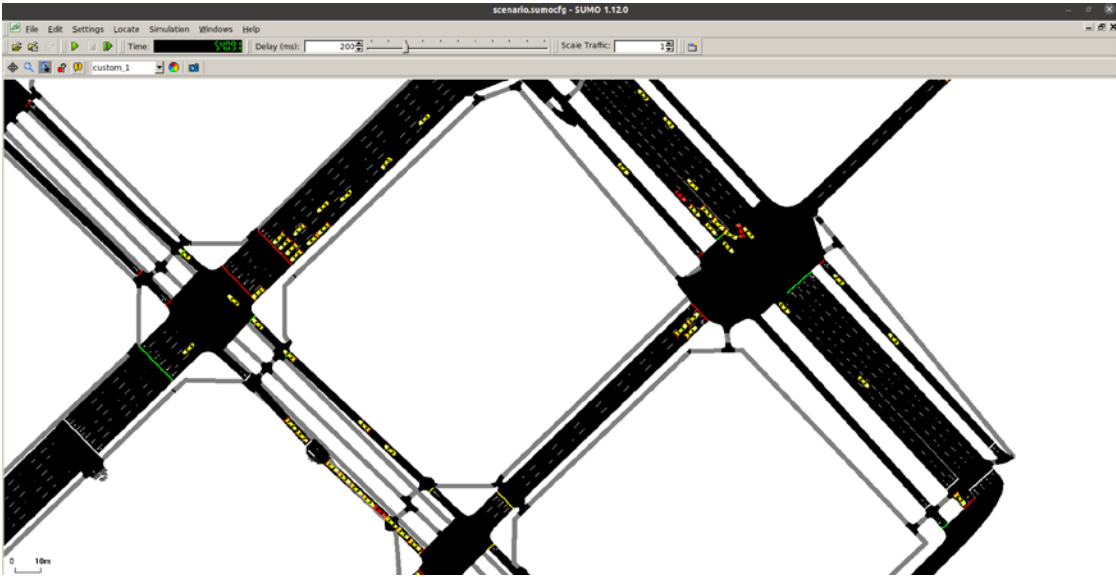 scenario.sumocfg - SUMO 1.12.0
File Edit Settings Locate Simulation Windows Help
Time: Delay (ms): 200 Scale Traffic: 1
custom_1
0 10m